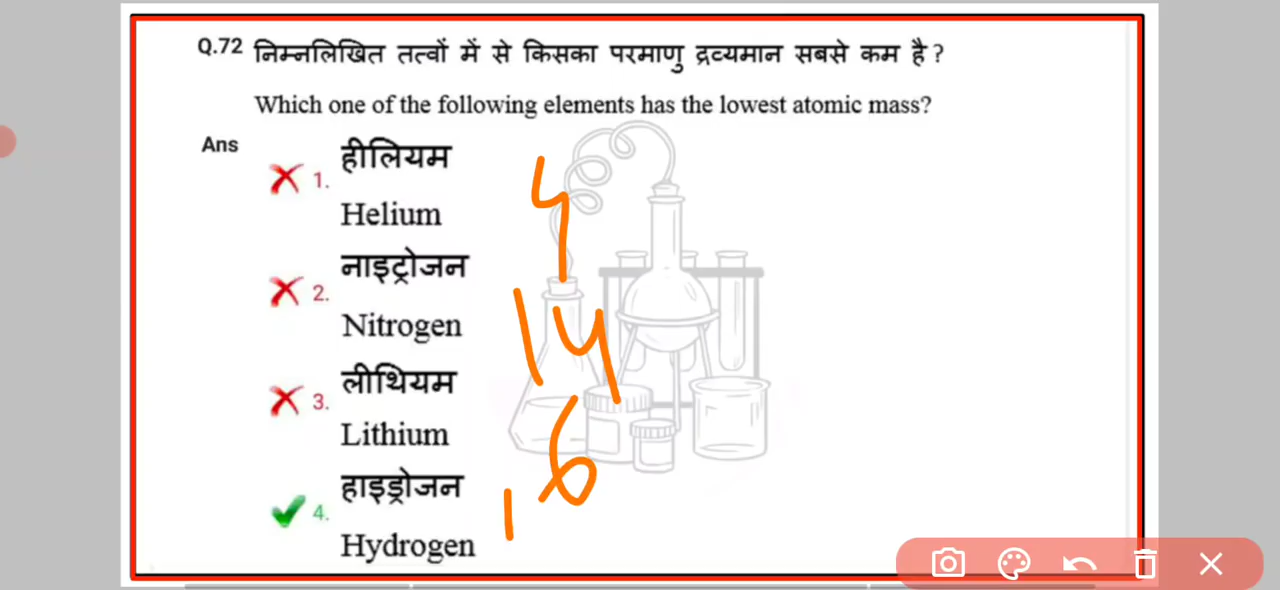 Q.72 निम्नलिखित तत्वों में से किसका परमाणु द्रव्यमान सबसे कम है ?
Which one of the following elements has the lowest atomic mass?
Ans
1. हीलियम
Helium
4
2. नाइट्रोजन
Nitrogen
14
3. लीथियम
Lithium
6
4. हाइड्रोजन
Hydrogen
1